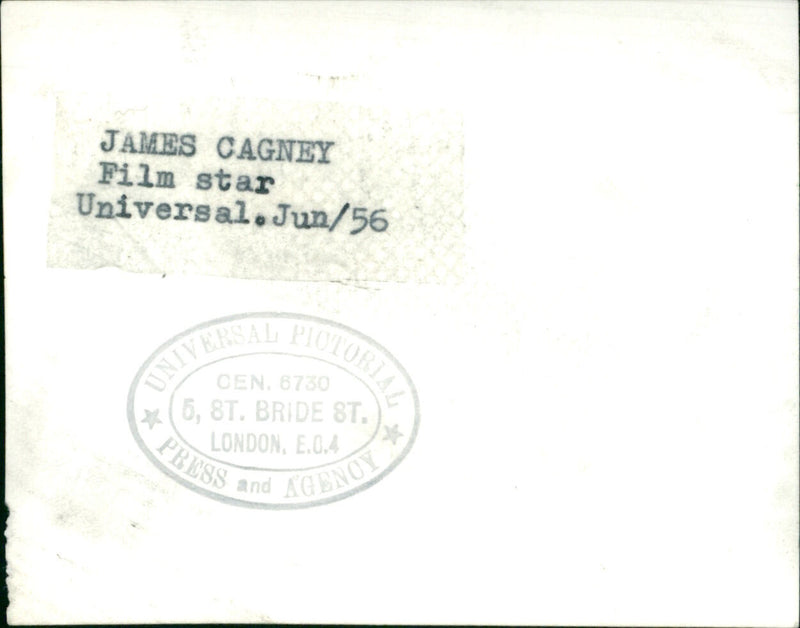 JAMES CAGNEY
Film star
Universal.Jun/56
UNIVERSAL PICTORIAL
CEN. 6730
5, ST. BRIDE ST.
LONDON, E.C.4
PRESS and AGENCY